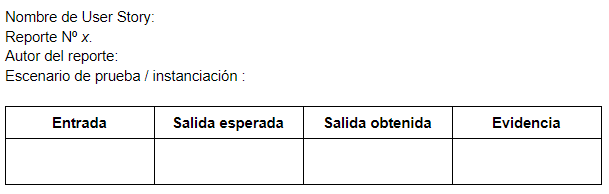 Nombre de User Story:
Reporte Nº x.
Autor del reporte:
Escenario de prueba / instanciación :
Entrada Salida esperada Salida obtenida Evidencia